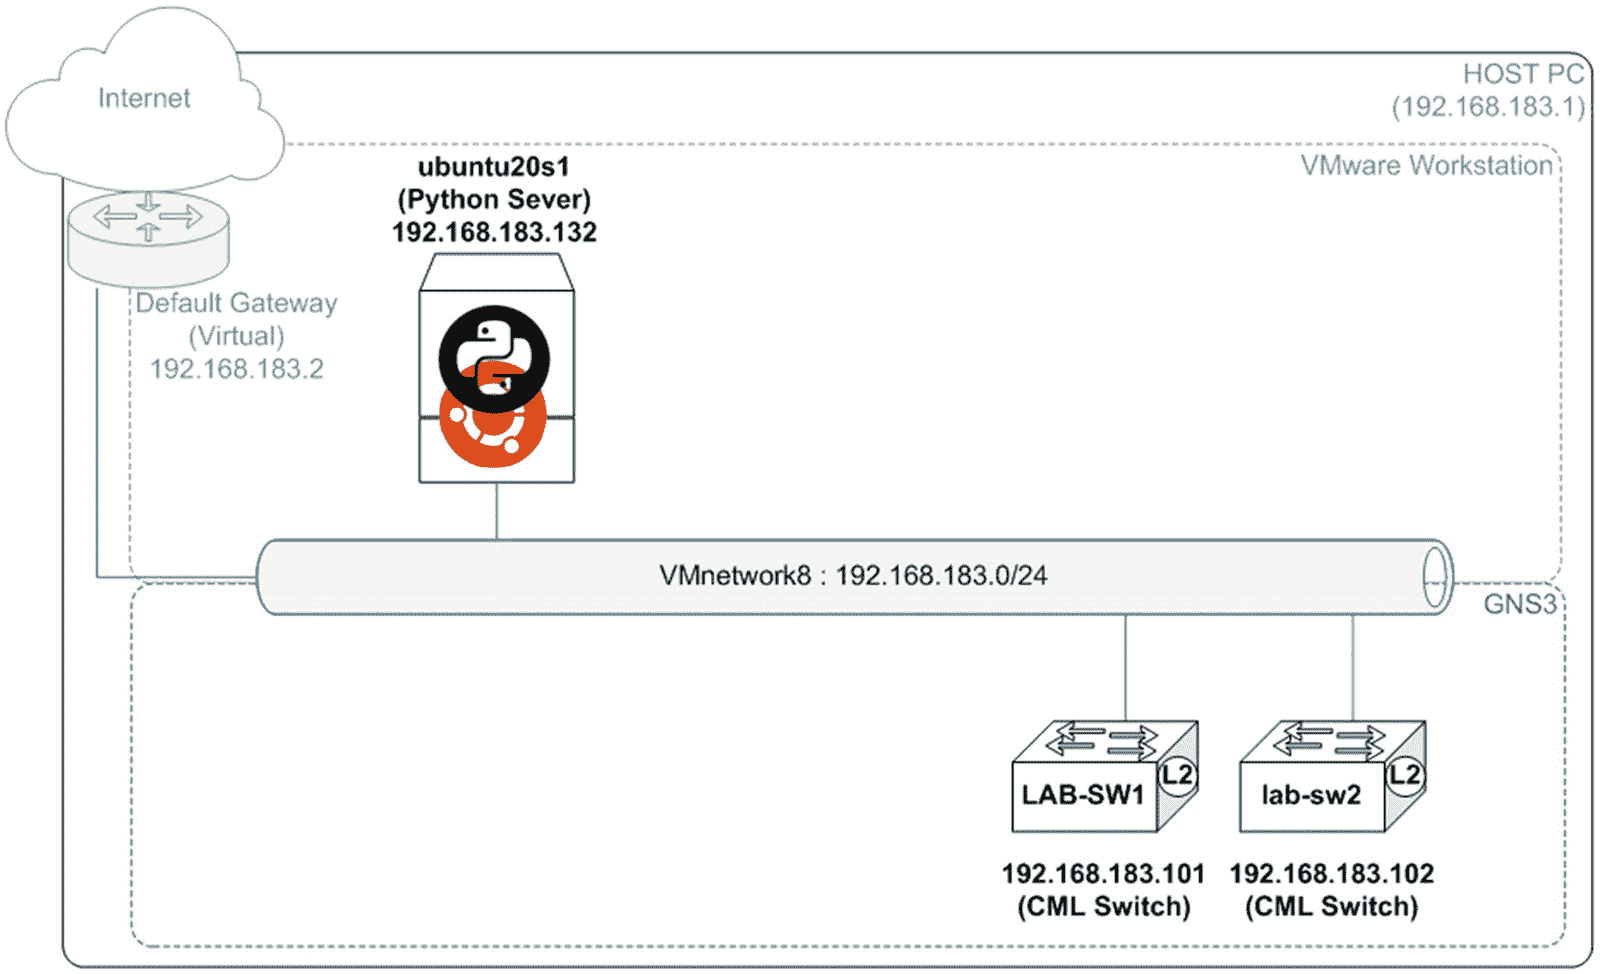 Internet
HOST PC
(192.168.183.1)
VMware Workstation
ubuntu20s1
(Python Sever)
192.168.183.132
Default Gateway
(Virtual)
192.168.183.2
VMnetwork8 : 192.168.183.0/24
GNS3
LAB-SW1
L2
lab-sw2
L2
192.168.183.101
(CML Switch)
192.168.183.102
(CML Switch)